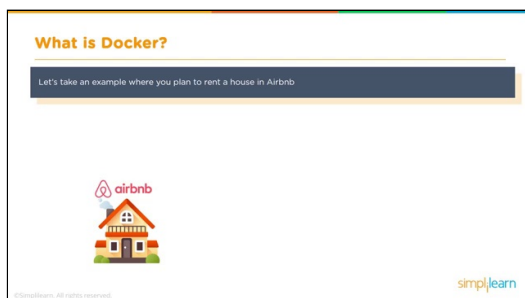 What is Docker?
Let's take an example where you plan to rent a house in Airbnb
airbnb
simplilearn
©Simplilearn. All rights reserved.